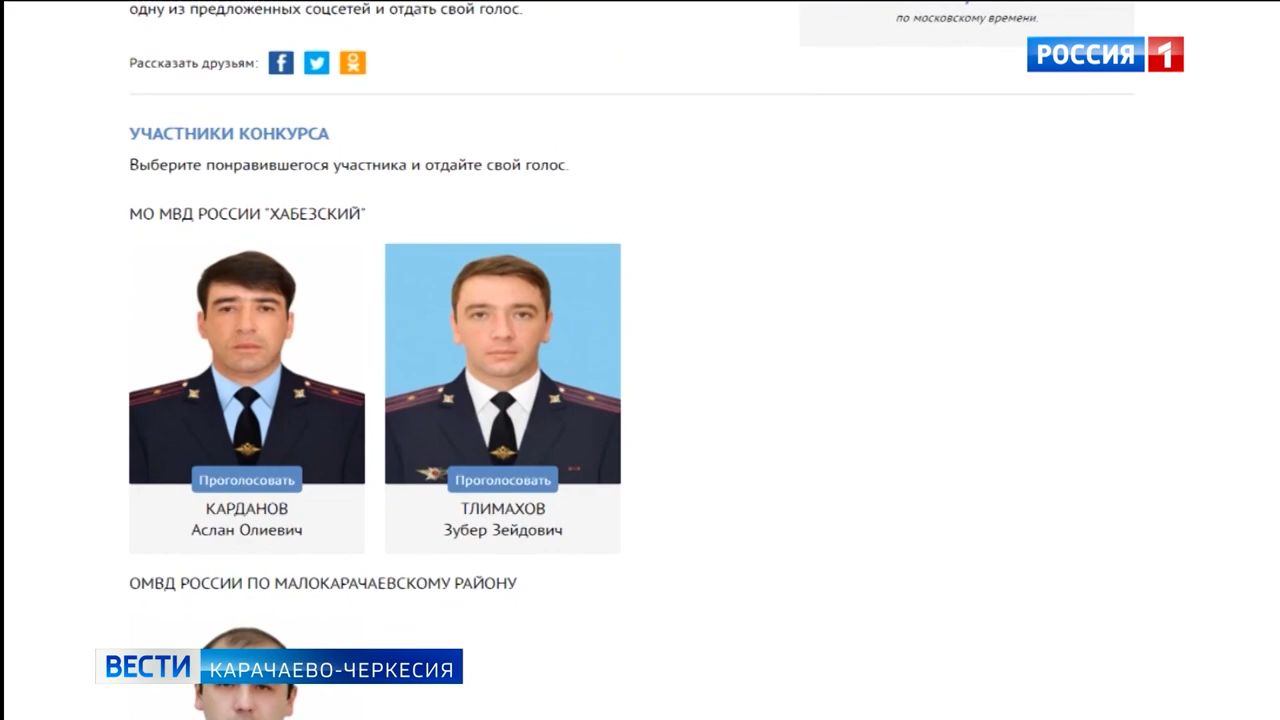 одну из предложенных соцсетей и отдать свой голос.
по московскому времени.
РОССИЯ 1
Рассказать друзьям:
УЧАСТНИКИ КОНКУРСА
Выберите понравившегося участника и отдайте свой голос.
МО МВД РОССИИ "ХАБЕЗСКИЙ"
Проголосовать
КАРДАНОВ
Аслан Олиевич
Проголосовать
ТЛИМАХОВ
Зубер Зейдович
ОМВД РОССИИ ПО МАЛОКАРАЧАЕВСКОМУ РАЙОНУ
ВЕСТИ КАРАЧАЕВО-ЧЕРКЕСИЯ